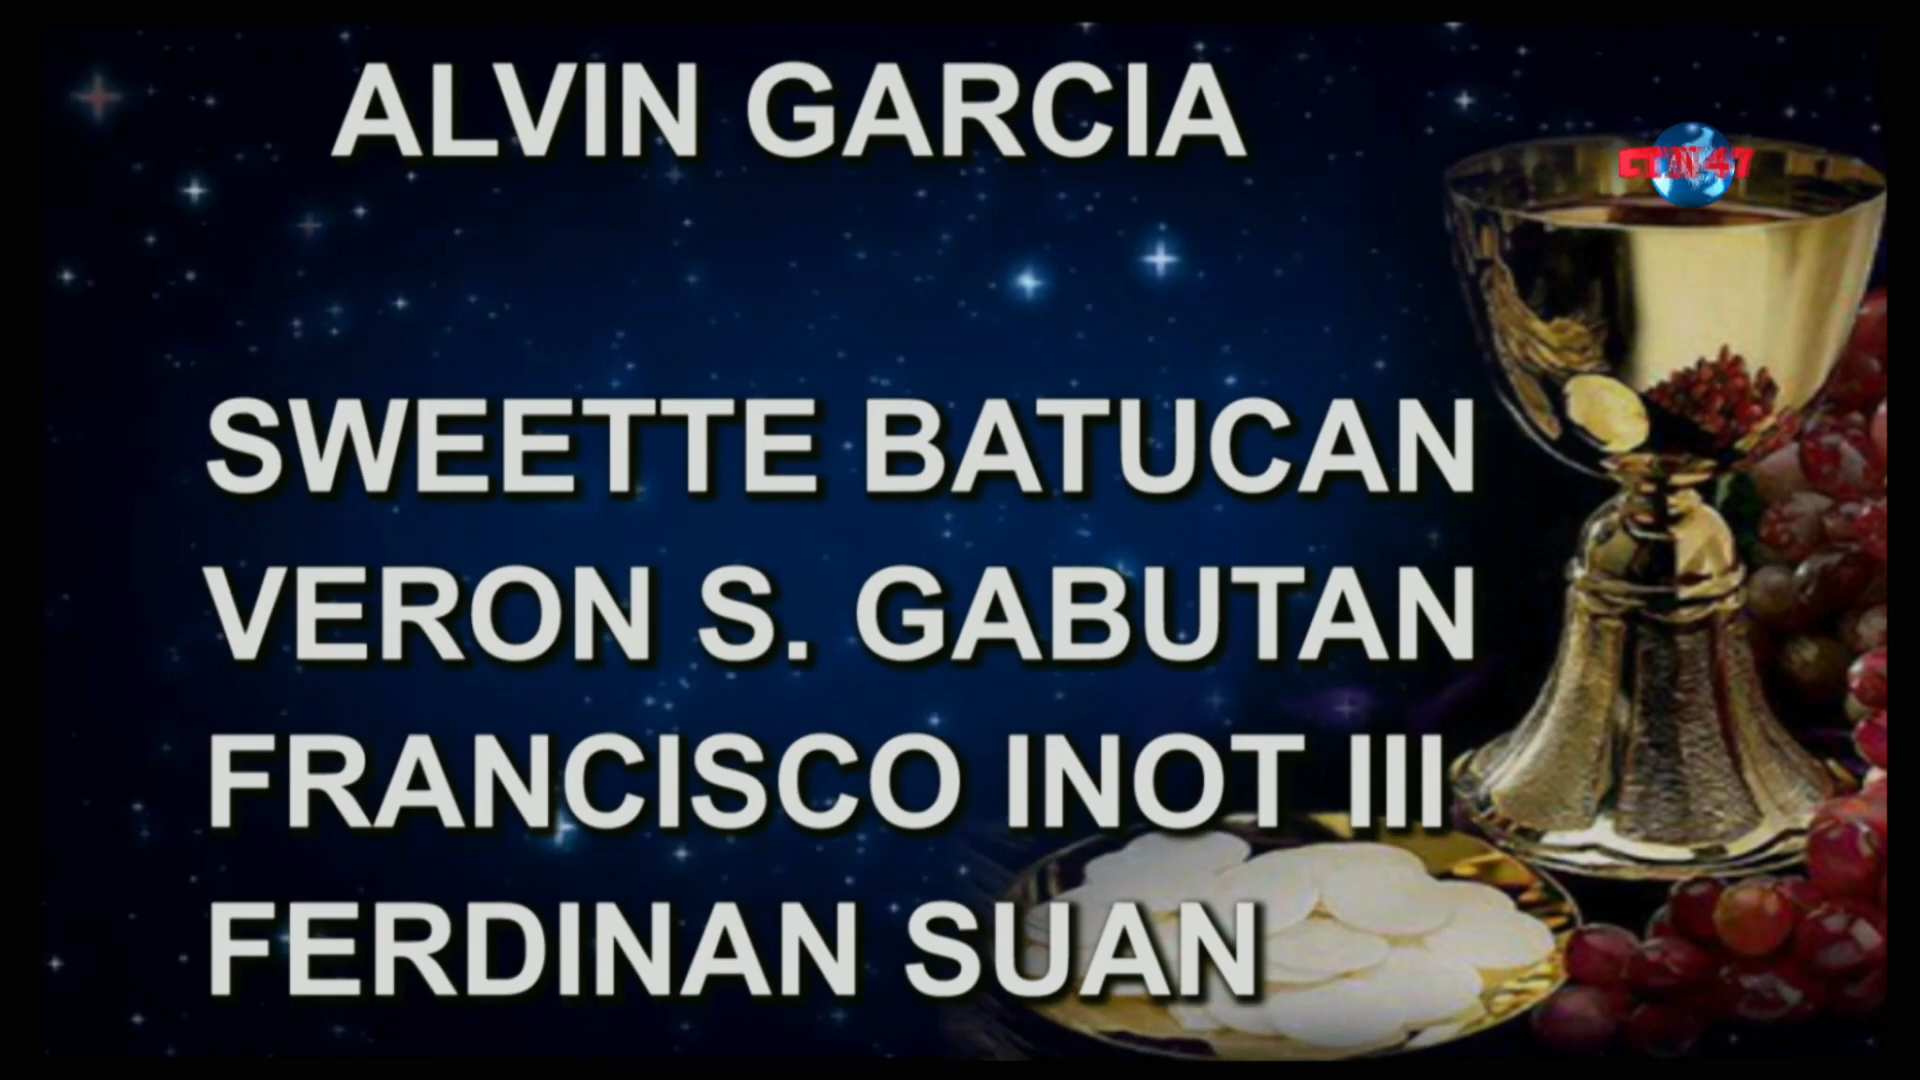 ALVIN GARCIA
CTN 47
SWEETTE BATUCAN
VERON S. GABUTAN
FRANCISCO INOT III
FERDINAN SUAN